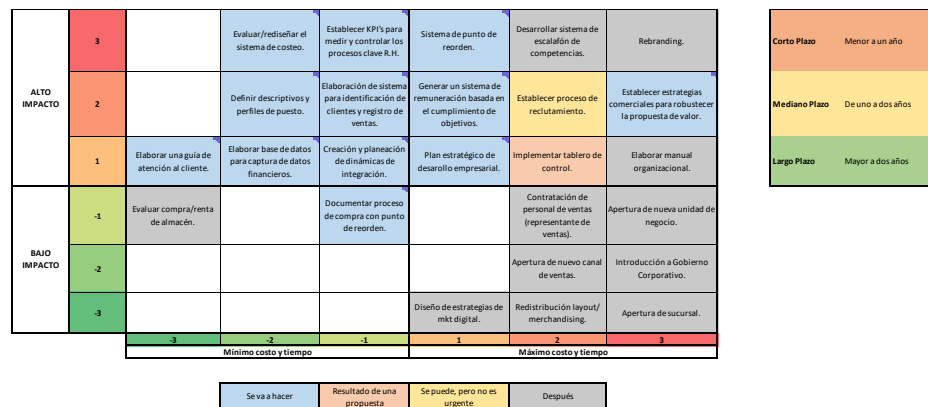 3
Evaluar/rediseñar el
sistema de costeo.
Establecer KPI's para
medir y controlar los
procesos clave R.H.
Sistema de punto de
reorden.
Desarrollar sistema de
escalafón de
competencias.
Rebranding.
Corto Plazo
Menor a un año
ALTO
IMPACTO
2
Definir descriptivos y
perfiles de puesto.
Elaboración de sistema
para identificación de
clientes y registro de
ventas.
Generar un sistema de
remuneración basada en
el cumplimiento de
objetivos.
Establecer proceso de
reclutamiento.
Establecer estrategias
comerciales para robustecer
la propuesta de valor.
Mediano Plazo
De uno a dos años
1
Elaborar una guía de
atención al cliente.
Elaborar base de datos
para captura de datos
financieros.
Creación y planeación
de dinámicas de
integración.
Plan estratégico de
desarollo empresarial.
Implementar tablero de
control.
Elaborar manual
organizacional.
Largo Plazo
Mayor a dos años
BAJO
IMPACTO
-1
Evaluar compra/renta
de almacén.
Documentar proceso
de compra con punto
de reorden.
Contratación de
personal de ventas
(representante de
ventas).
Apertura de nueva unidad de
negocio.
-2
Apertura de nuevo canal
de ventas.
Introducción a Gobierno
Corporativo.
-3
Diseño de estrategias de
mkt digital.
Redistribución layout/
merchandising.
Apertura de sucursal.
-3
-2
-1
1
2
3
Mínimo costo y tiempo
Máximo costo y tiempo
Se va a hacer
Resultado de una
propuesta
Se puede, pero no es
urgente
Después